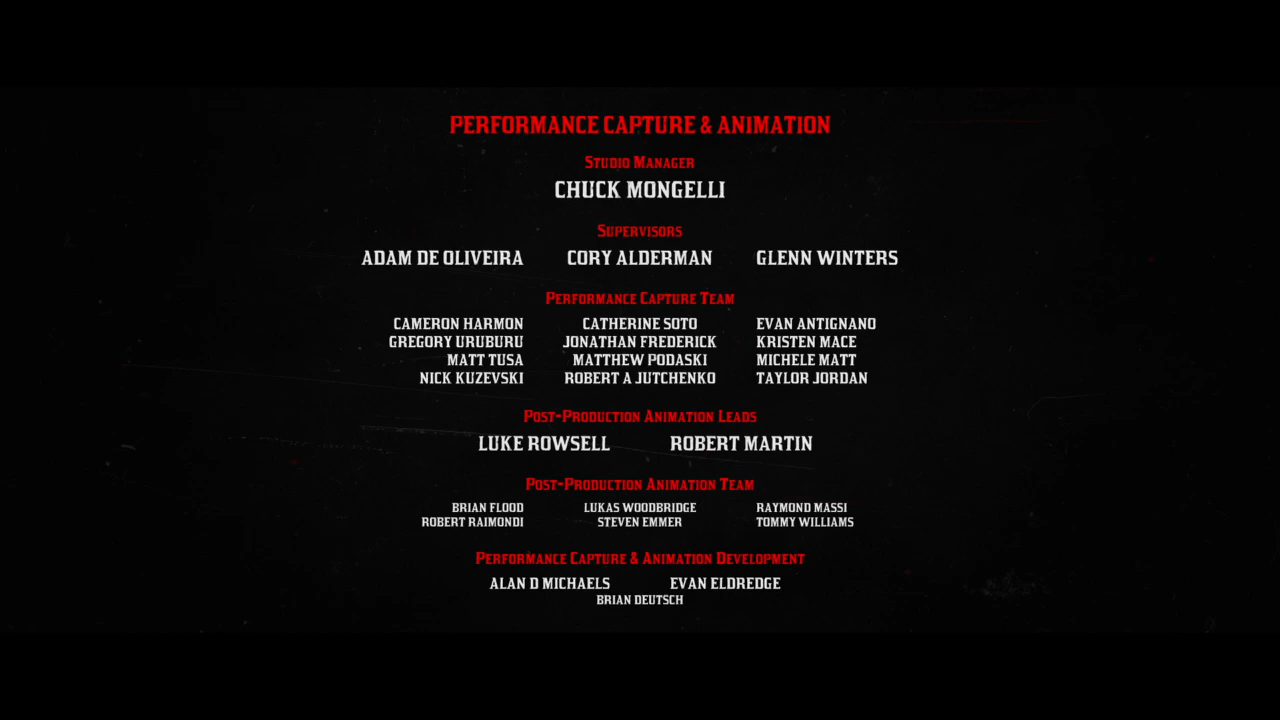 PERFORMANCE CAPTURE & ANIMATION
STUDIO MANAGER
CHUCK MONGELLI
SUPERVISORS
ADAM DE OLIVEIRA CORY ALDERMAN GLENN WINTERS
PERFORMANCE CAPTURE TEAM
CAMERON HARMON CATHERINE SOTO EVAN ANTIGNANO
GREGORY URUBURU JONATHAN FREDERICK KRISTEN MACE
MATT TUSA MATTHEW PODASKI MICHELE MATT
NICK KUZEVSKI ROBERT A JUTCHENKO TAYLOR JORDAN
POST-PRODUCTION ANIMATION LEADS
LUKE ROWSELL ROBERT MARTIN
POST-PRODUCTION ANIMATION TEAM
BRIAN FLOOD LUKAS WOODBRIDGE RAYMOND MASSI
ROBERT RAIMONDI STEVEN EMMER TOMMY WILLIAMS
PERFORMANCE CAPTURE & ANIMATION DEVELOPMENT
ALAN D MICHAELS EVAN ELDREDGE
BRIAN DEUTSCH